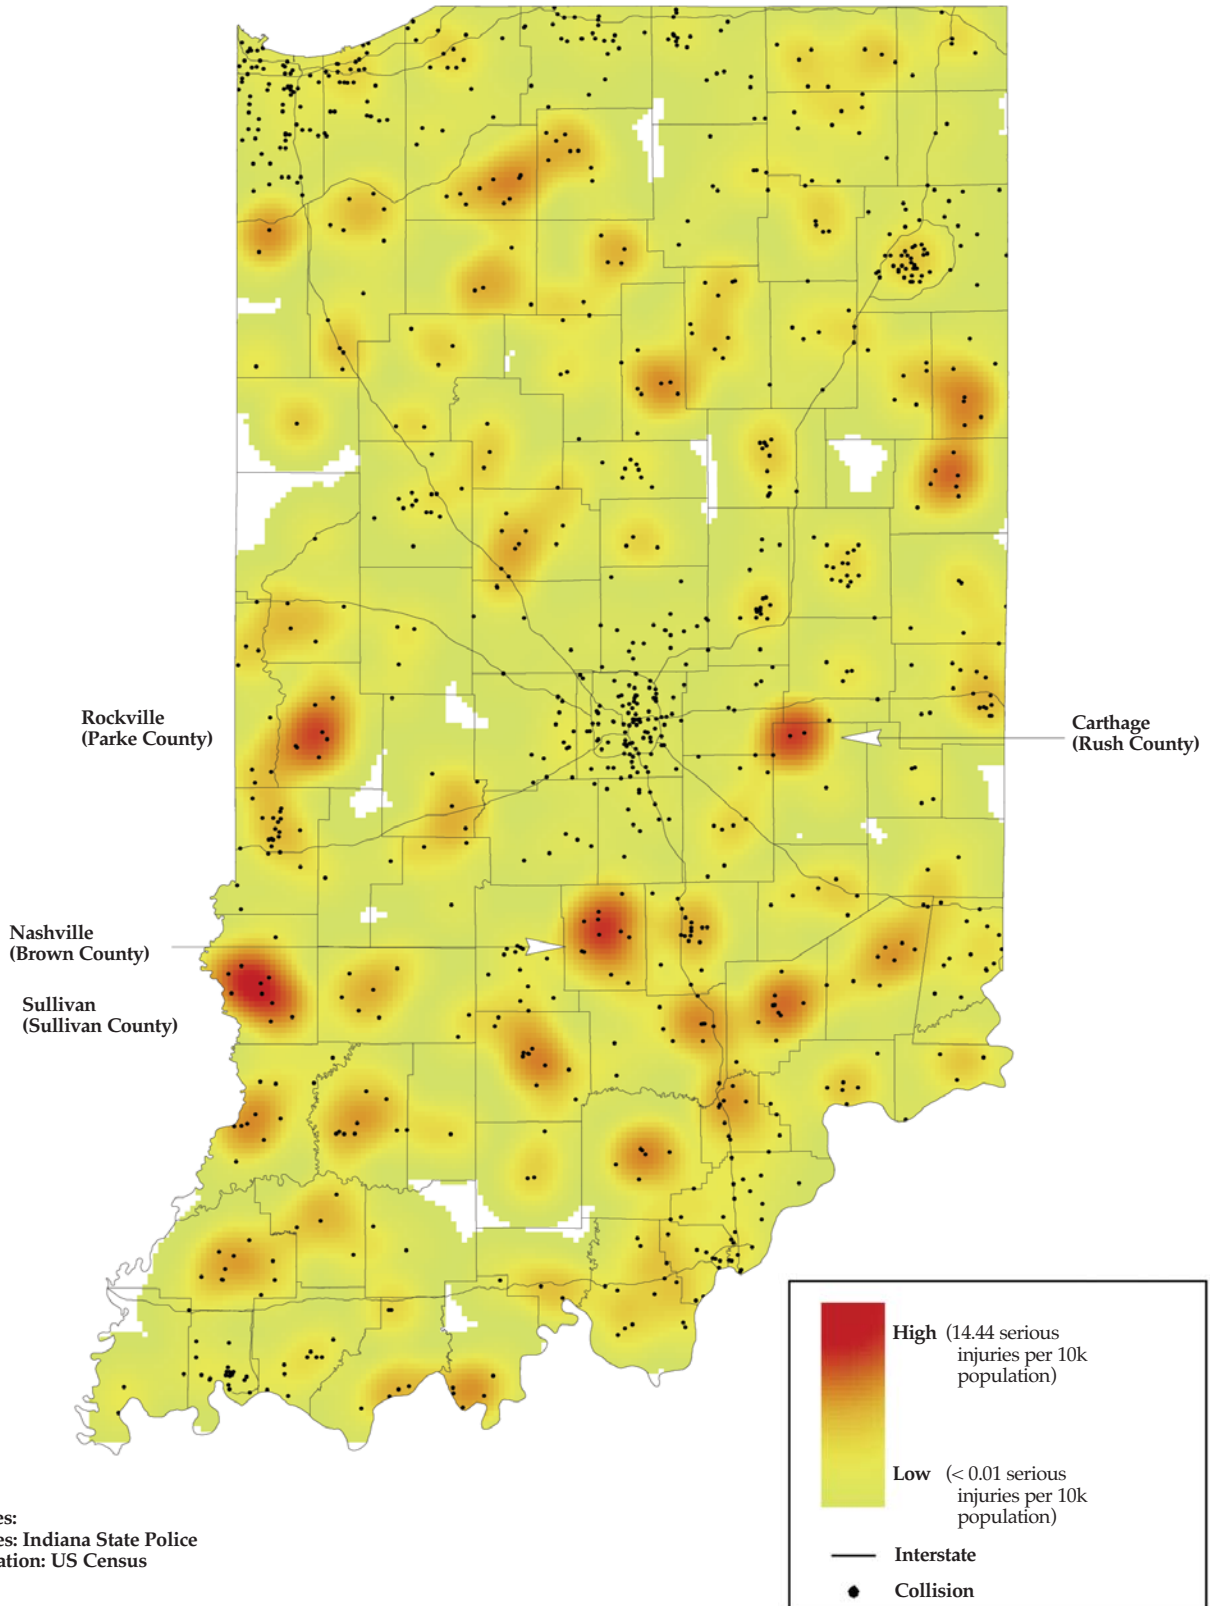 Rockville
(Parke County)
Carthage
(Rush County)
Nashville
(Brown County)
Sullivan
(Sullivan County)
High (14.44 serious
injuries per 10k
population)
Low (< 0.01 serious
injuries per 10k
population)
Interstate
Collision
es:
es: Indiana State Police
ation: US Census